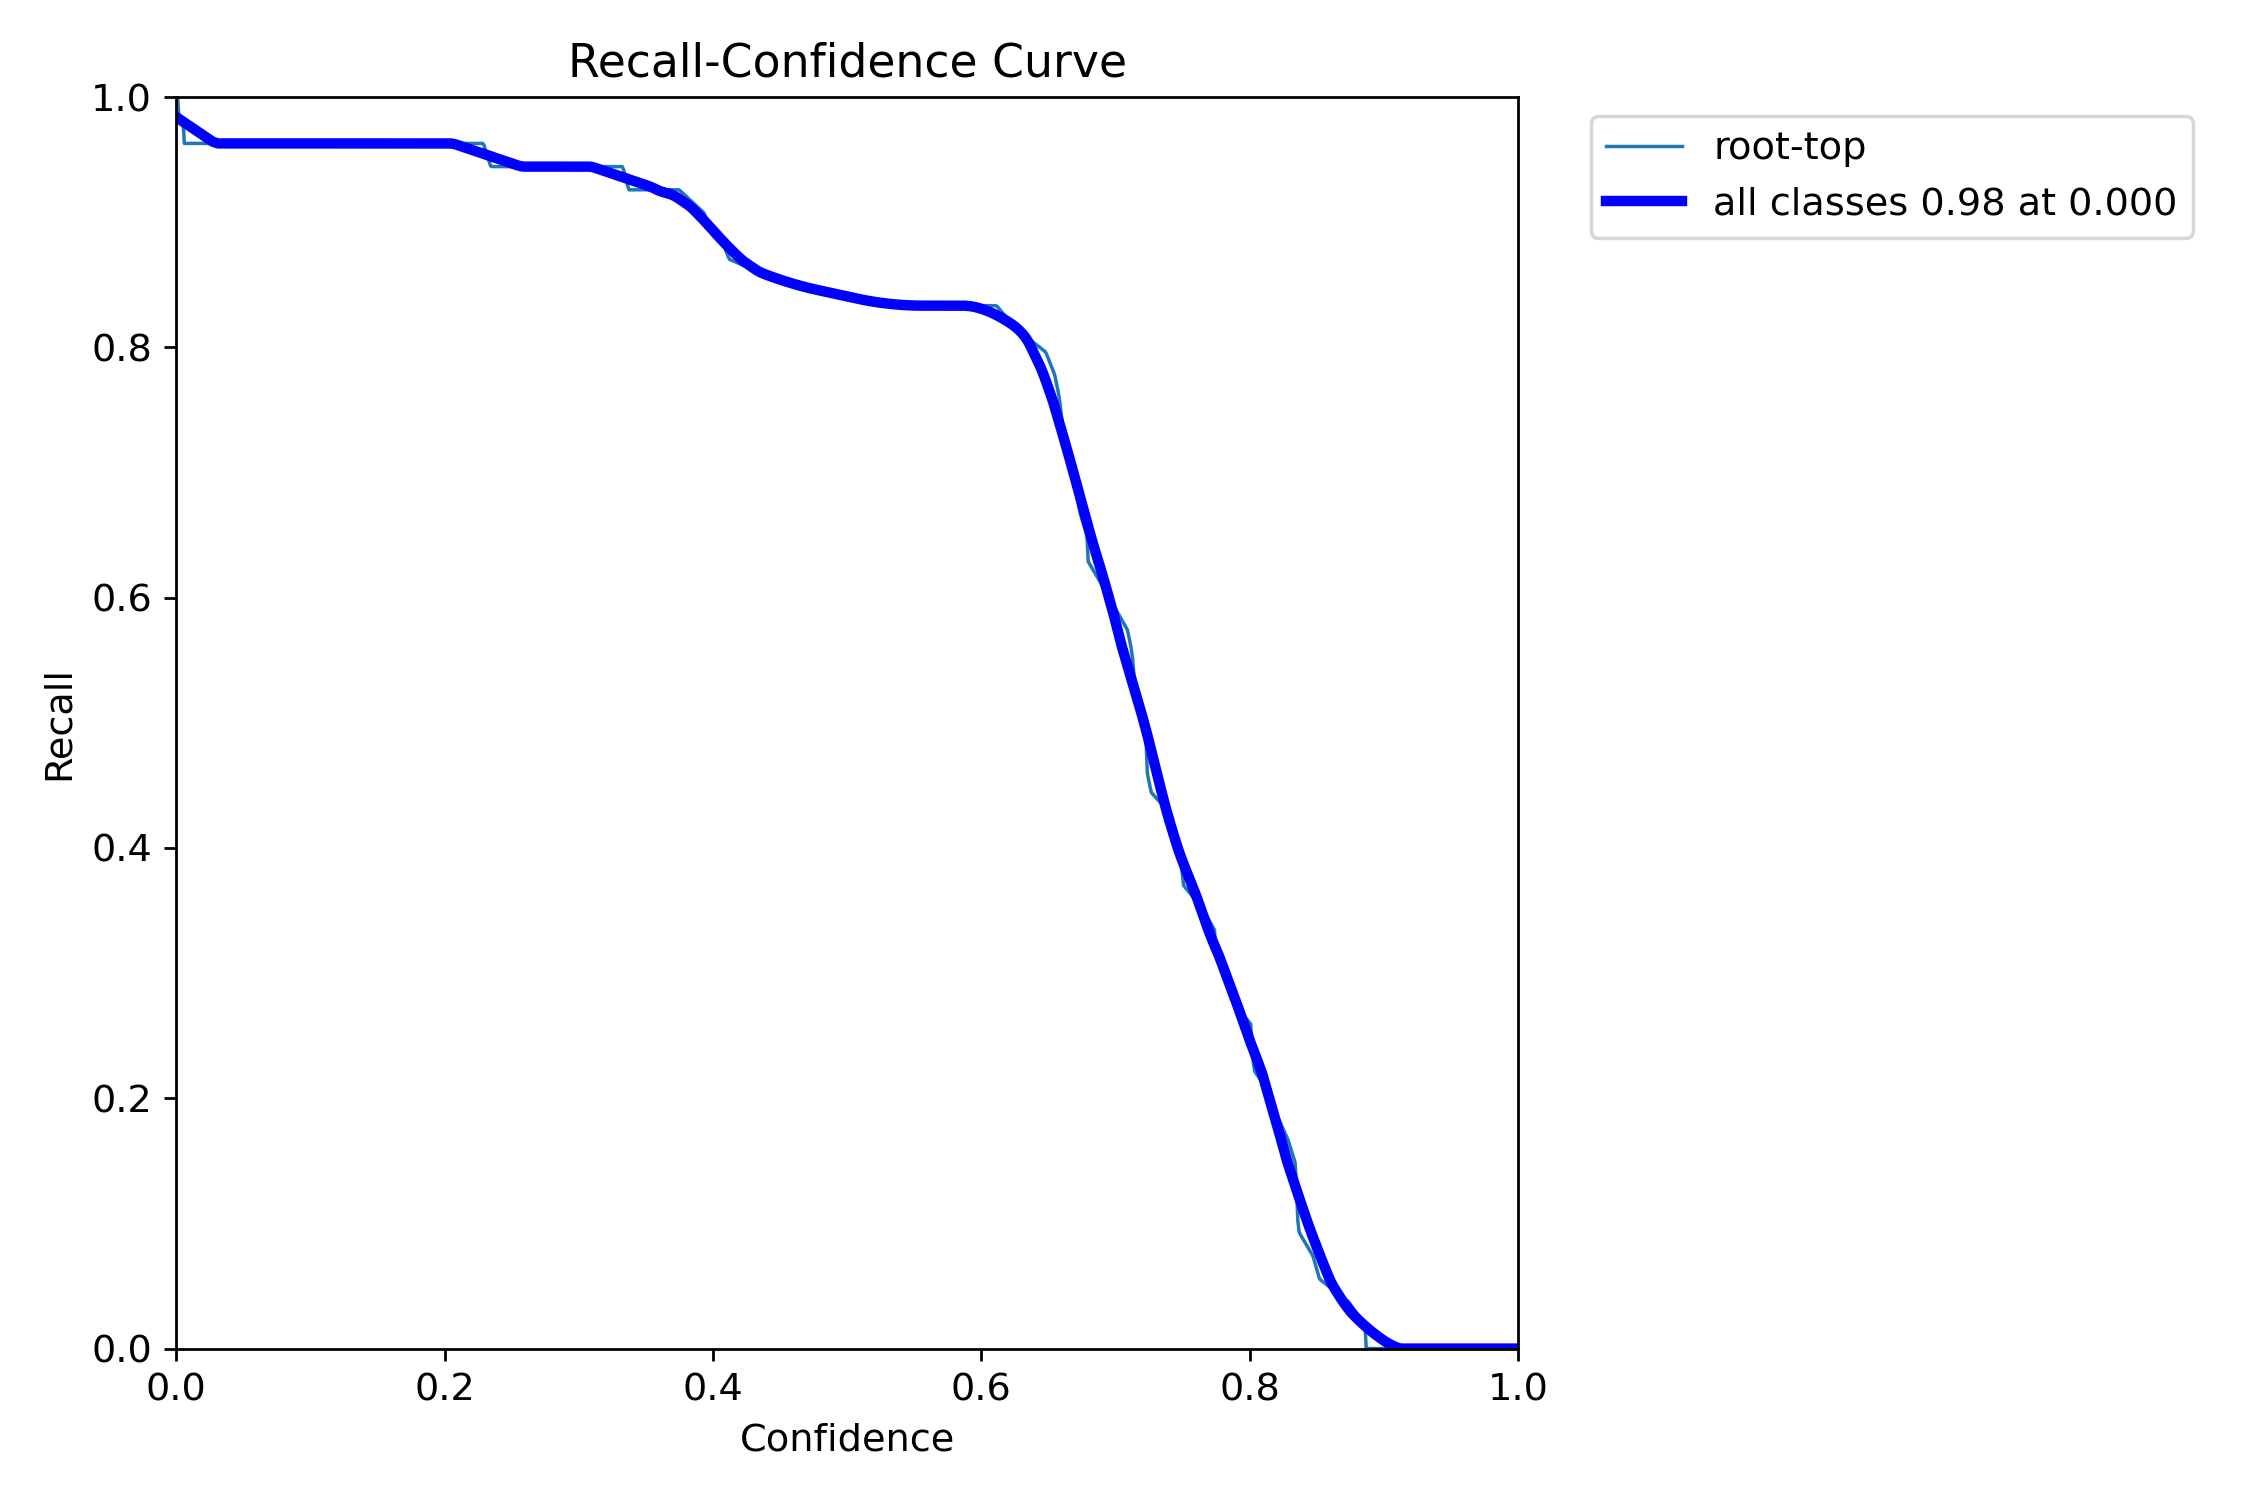 Recall-Confidence Curve
1.0
0.8
0.6
0.4
0.2
0.0
Recall
0.0 0.2 0.4 0.6 0.8 1.0
Confidence
root-top
all classes 0.98 at 0.000